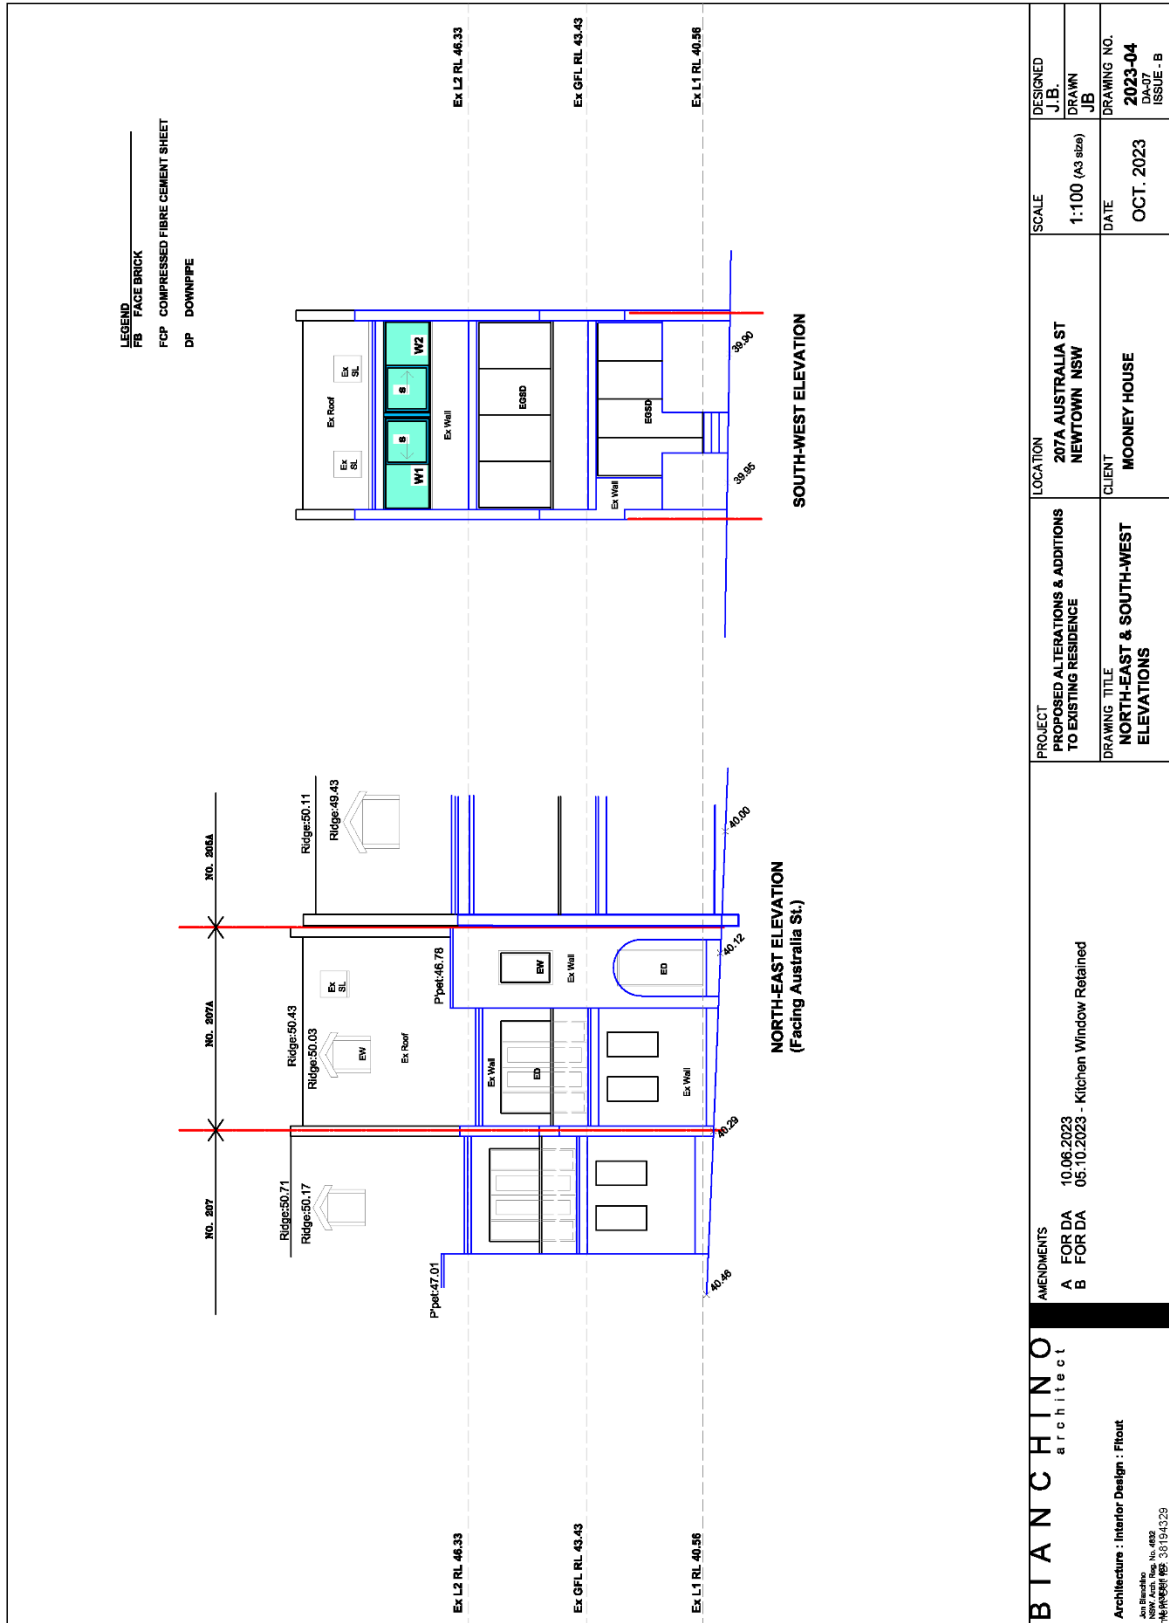 LEGEND
FB FACE BRICK
FCP COMPRESSED FIBRE CEMENT SHEET
DP DOWNPIPE
NO. 207
NO. 207A
NO. 205A
Ridge:50.71
Ridge:50.17
Ridge:50.43
Ridge:50.03
Ridge:50.11
Ridge:49.43
EW
Ex Roof
Ex
SL
P'pet:47.01
P'pet:46.78
Ex Wall
ED
EW
Ex Wall
ED
Ex Wall
40.46
40.29
40.12
40.00
NORTH-EAST ELEVATION
(Facing Australia St.)
Ex
SL
Ex Roof
Ex
SL
W1
S
S
W2
Ex Wall
EGSD
EGSD
Ex Wall
39.95
39.90
SOUTH-WEST ELEVATION
Ex L2 RL 46.33
Ex GFL RL 43.43
Ex L1 RL 40.56
Ex L2 RL 46.33
Ex GFL RL 43.43
Ex L1 RL 40.56
BIANCHINO
architect
Architecture : Interior Design : Fitout
Jon Bianchino
NSW Arch. Reg. No. 4692
AMENDMENTS
A FOR DA 10.06.2023
B FOR DA 05.10.2023 - Kitchen Window Retained
PROJECT
PROPOSED ALTERATIONS & ADDITIONS
TO EXISTING RESIDENCE
DRAWING TITLE
NORTH-EAST & SOUTH-WEST
ELEVATIONS
LOCATION
207A AUSTRALIA ST
NEWTOWN NSW
CLIENT
MOONEY HOUSE
SCALE
1:100 (A3 size)
DATE
OCT. 2023
DESIGNED
J.B.
DRAWN
JB
DRAWING NO.
2023-04
DA-07
ISSUE - B